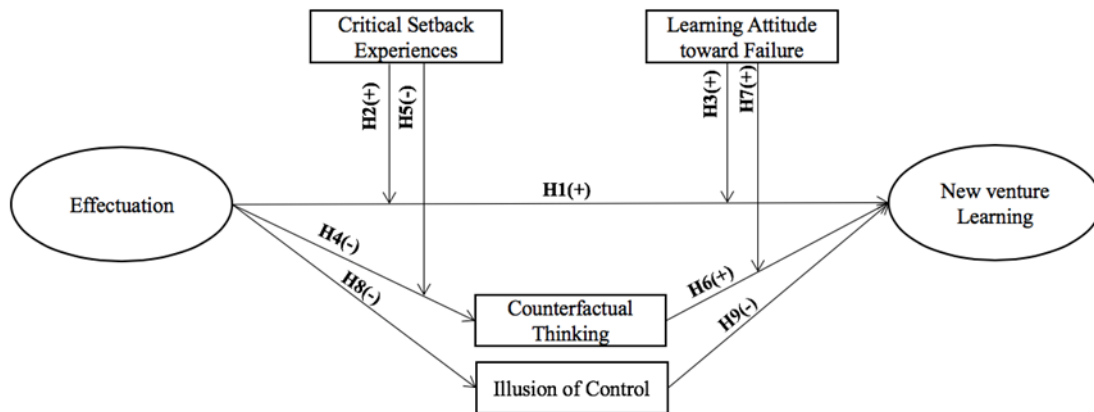 Critical Setback
Experiences
Learning Attitude
toward Failure
H2(+)
H5(-)
H3(+)
H7(+)
Effectuation
H1(+)
New venture
Learning
H4(-)
H8(-)
H6(+)
H9(-)
Counterfactual
Thinking
Illusion of Control